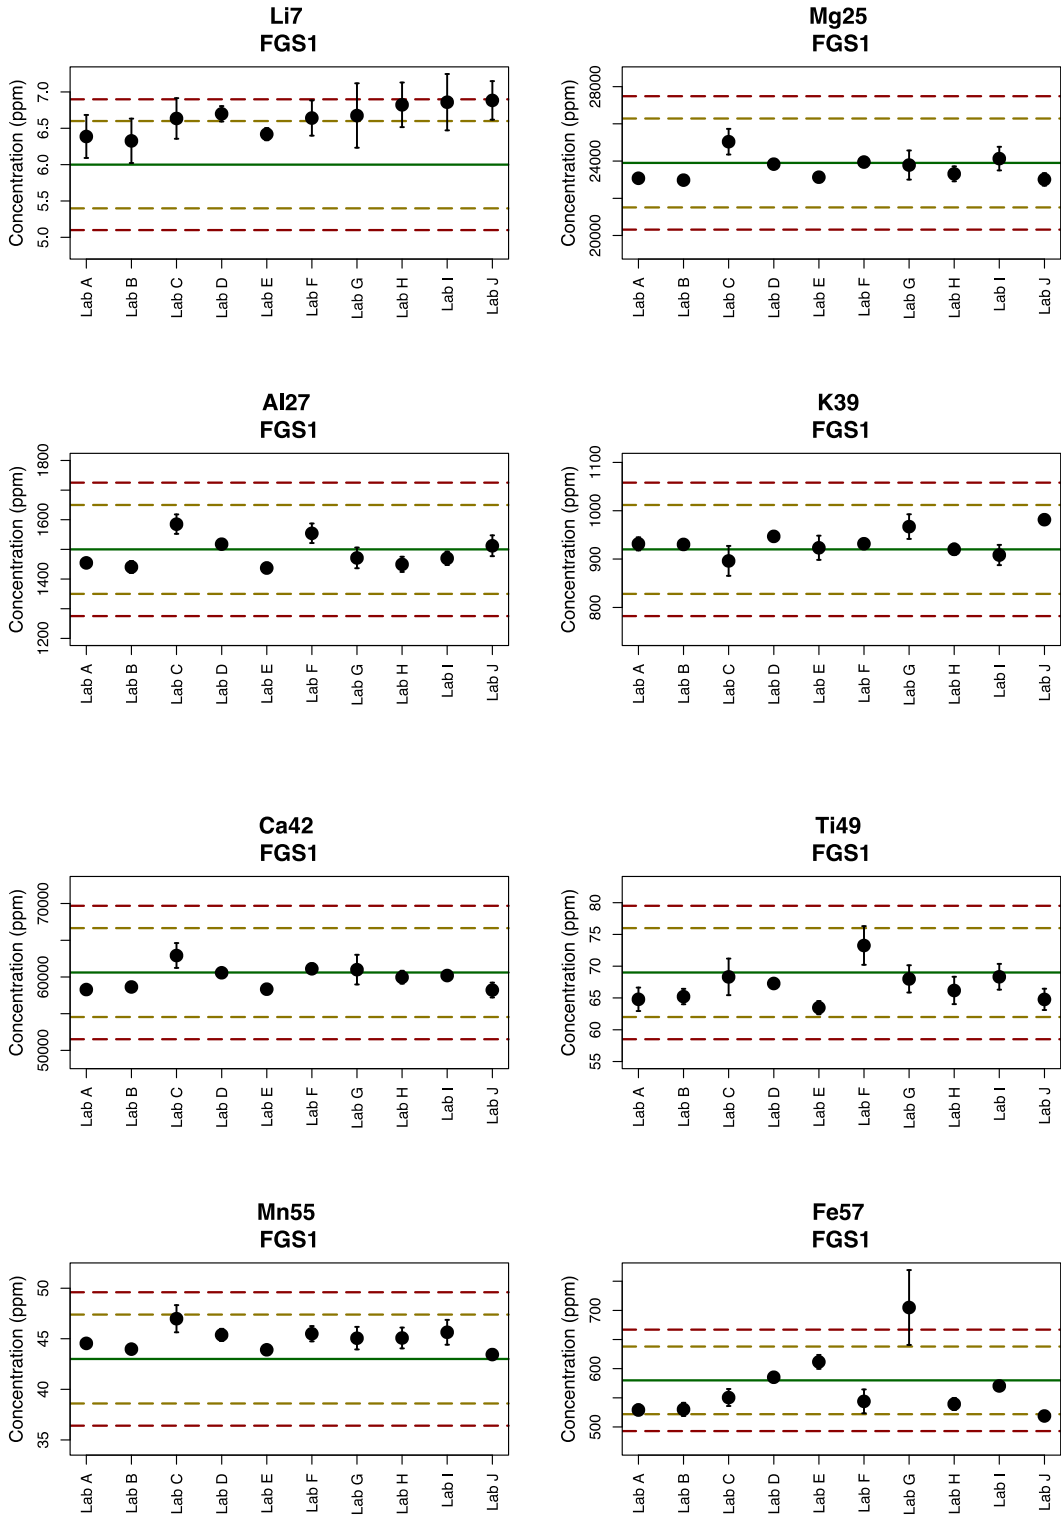 Li7
FGS1
Concentration (ppm)
7.0
6.5
6.0
5.5
5.0
Lab A
Lab B
Lab C
Lab D
Lab E
Lab F
Lab G
Lab H
Lab I
Lab J
Mg25
FGS1
Concentration (ppm)
28000
24000
20000
Lab A
Lab B
Lab C
Lab D
Lab E
Lab F
Lab G
Lab H
Lab I
Lab J
Al27
FGS1
Concentration (ppm)
1800
1600
1400
1200
Lab A
Lab B
Lab C
Lab D
Lab E
Lab F
Lab G
Lab H
Lab I
Lab J
K39
FGS1
Concentration (ppm)
1100
1000
900
800
Lab A
Lab B
Lab C
Lab D
Lab E
Lab F
Lab G
Lab H
Lab I
Lab J
Ca42
FGS1
Concentration (ppm)
70000
60000
50000
Lab A
Lab B
Lab C
Lab D
Lab E
Lab F
Lab G
Lab H
Lab I
Lab J
Ti49
FGS1
Concentration (ppm)
80
75
70
65
60
55
Lab A
Lab B
Lab C
Lab D
Lab E
Lab F
Lab G
Lab H
Lab I
Lab J
Mn55
FGS1
Concentration (ppm)
50
45
40
35
Lab A
Lab B
Lab C
Lab D
Lab E
Lab F
Lab G
Lab H
Lab I
Lab J
Fe57
FGS1
Concentration (ppm)
700
600
500
Lab A
Lab B
Lab C
Lab D
Lab E
Lab F
Lab G
Lab H
Lab I
Lab J